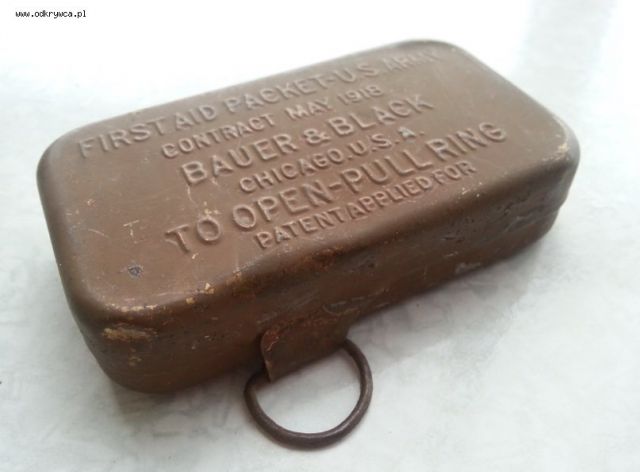 www.odkrywca.pl
FIRST AID PACKET-U.S. ARMY
CONTRACT MAY 1918
BAUER & BLACK
CHICAGO.U.S.A.
TO OPEN-PULL RING
PATENT APPLIED FOR